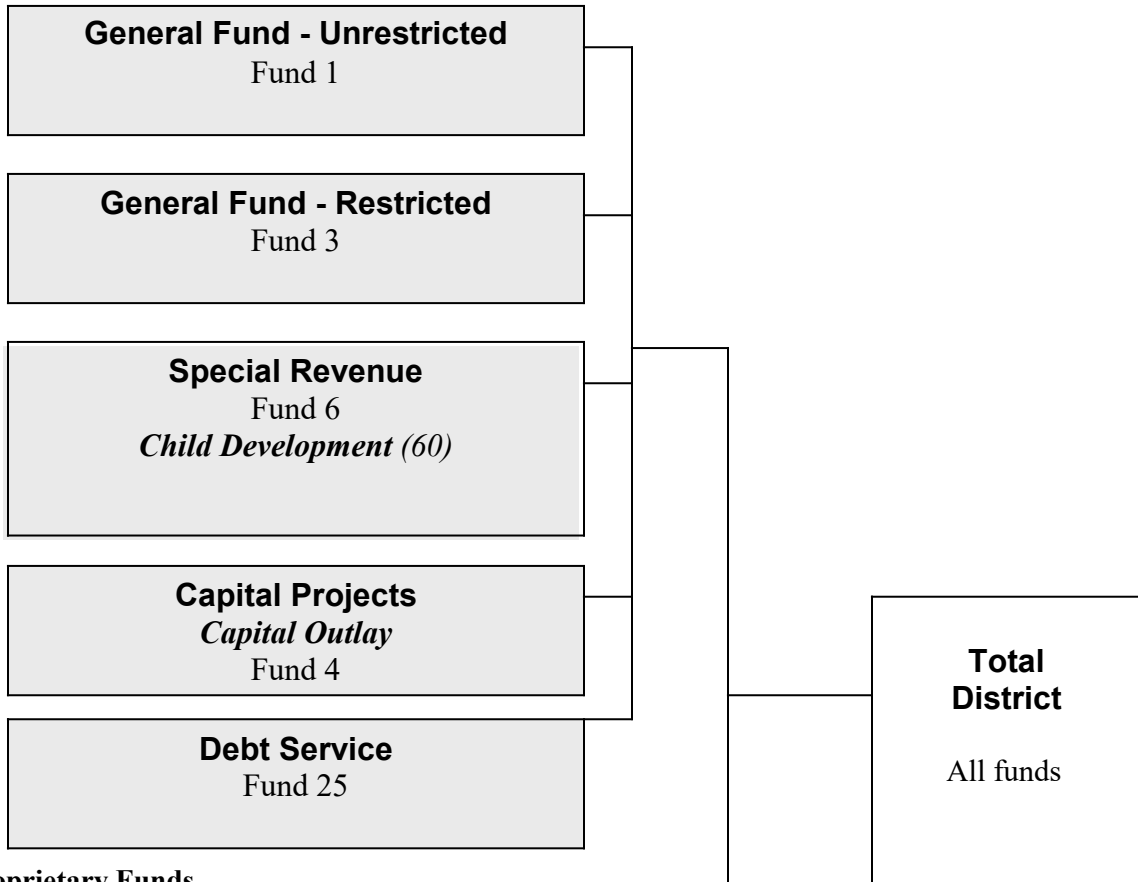 General Fund - Unrestricted
Fund 1
General Fund - Restricted
Fund 3
Special Revenue
Fund 6
Child Development (60)
Capital Projects
Capital Outlay
Fund 4
Debt Service
Fund 25
Total
District
All funds
Funds